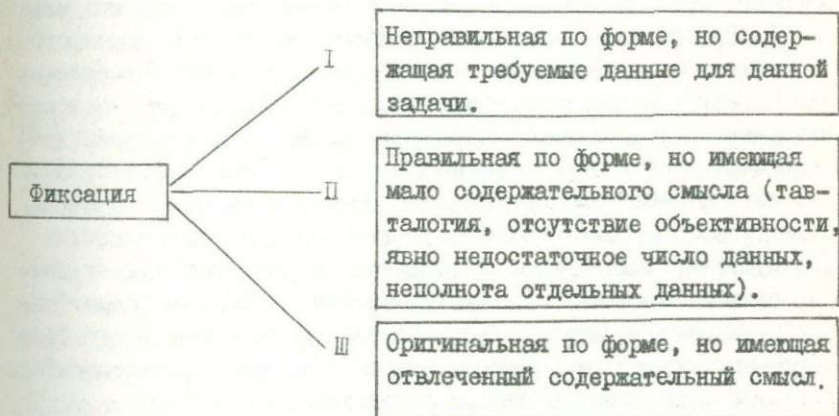 I
Неправильная по форме, но содер-
жащая требуемые данные для данной
задачи.
Фиксация
II
Правильная по форме, но имеющая
мало содержательного смысла (тав-
талогия, отсутствие объективности,
явно недостаточное число данных,
неполнота отдельных данных).
III
Оригинальная по форме, но имеющая
отвлеченный содержательный смысл.